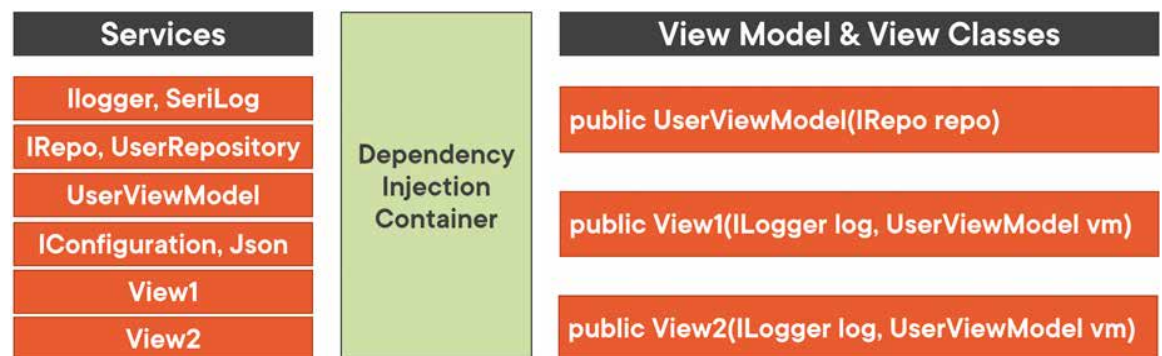 Services
Ilogger, SeriLog
IRepo, UserRepository
UserViewModel
IConfiguration, Json
View1
View2
Dependency
Injection
Container
View Model & View Classes
public UserViewModel(IRepo repo)
public View1(ILogger log, UserViewModel vm)
public View2(ILogger log, UserViewModel vm)